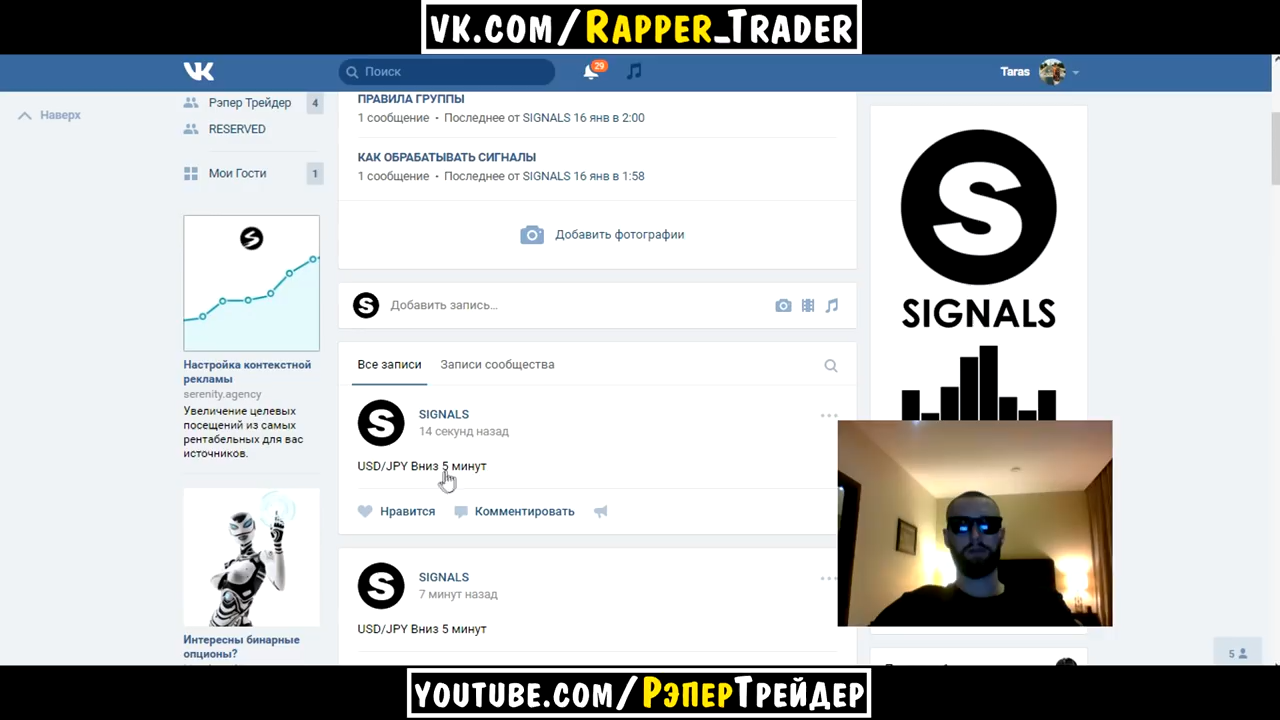 VK.COM/RAPPER_TRADER
Поиск
29
Taras
Наверх
Рэпер Трейдер 4
RESERVED
Мои Гости 1
ПРАВИЛА ГРУППЫ
1 сообщение • Последнее от SIGNALS 16 янв в 2:00
КАК ОБРАБАТЫВАТЬ СИГНАЛЫ
1 сообщение • Последнее от SIGNALS 16 янв в 1:58
Добавить фотографии
Добавить запись...
Все записи Записи сообщества
SIGNALS
14 секунд назад
USD/JPY Вниз 5 минут
Нравится Комментировать
SIGNALS
7 минут назад
USD/JPY Вниз 5 минут
Настройка контекстной
рекламы
serenity.agency
Увеличение целевых
посещений из самых
рентабельных для вас
источников.
Интересны бинарные
опционы?
S
SIGNALS
5
YOUTUBE.COM/РЭПЕРТРЕЙДЕР